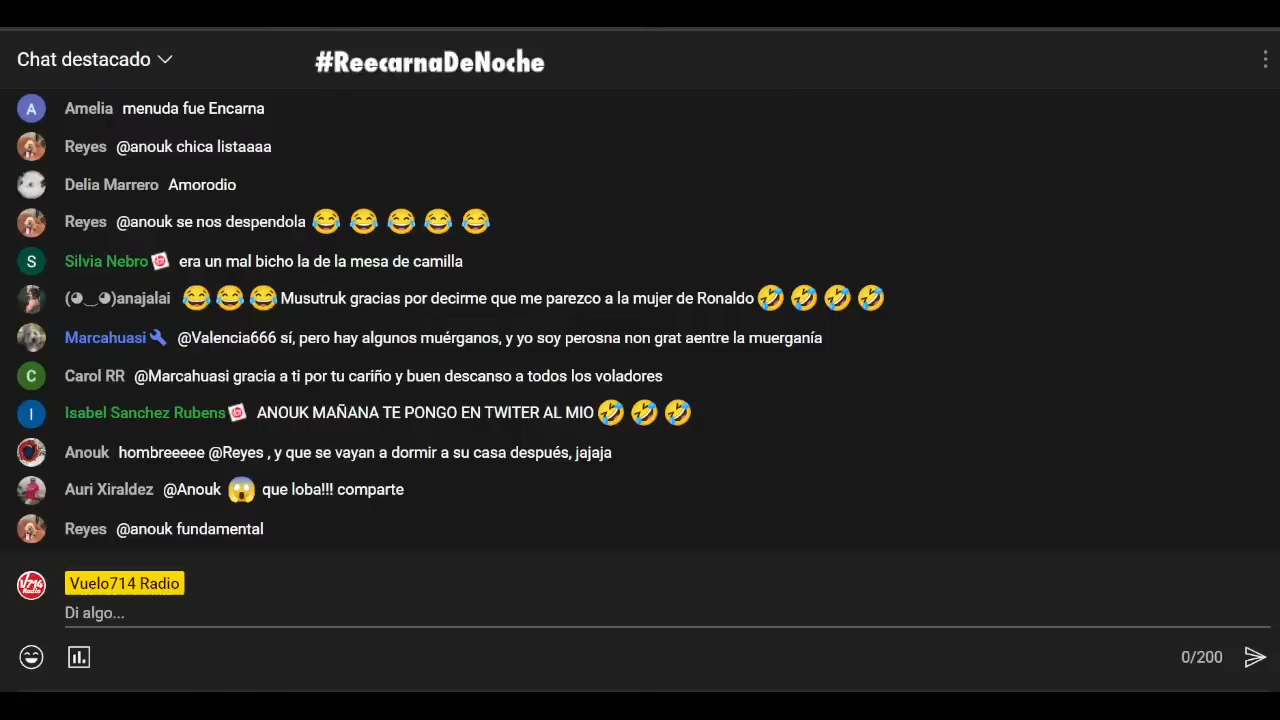 Chat destacado
#ReecarnaDeNoche
A Amelia menuda fue Encarna
Reyes @anouk chica listaaaa
Delia Marrero Amorodio
Reyes @anouk se nos despendola 😂 😂 😂 😂 😂
S Silvia Nebro era un mal bicho la de la mesa de camilla
(◕‿◕)anajalai 😂 😂 😂 Musutruk gracias por decirme que me parezco a la mujer de Ronaldo 🤣 🤣 🤣 🤣
Marcahuasi @Valencia666 sí, pero hay algunos muérganos, y yo soy perosna non grat aentre la muerganía
C Carol RR @Marcahuasi gracia a ti por tu cariño y buen descanso a todos los voladores
I Isabel Sanchez Rubens ANOUK MAÑANA TE PONGO EN TWITER AL MIO 🤣 🤣 🤣
Anouk hombreeeee @Reyes , y que se vayan a dormir a su casa después, jajaja
Auri Xiraldez @Anouk 😱 que loba!!! comparte
Reyes @anouk fundamental
V714 Radio
Vuelo714 Radio
Di algo...
0/200